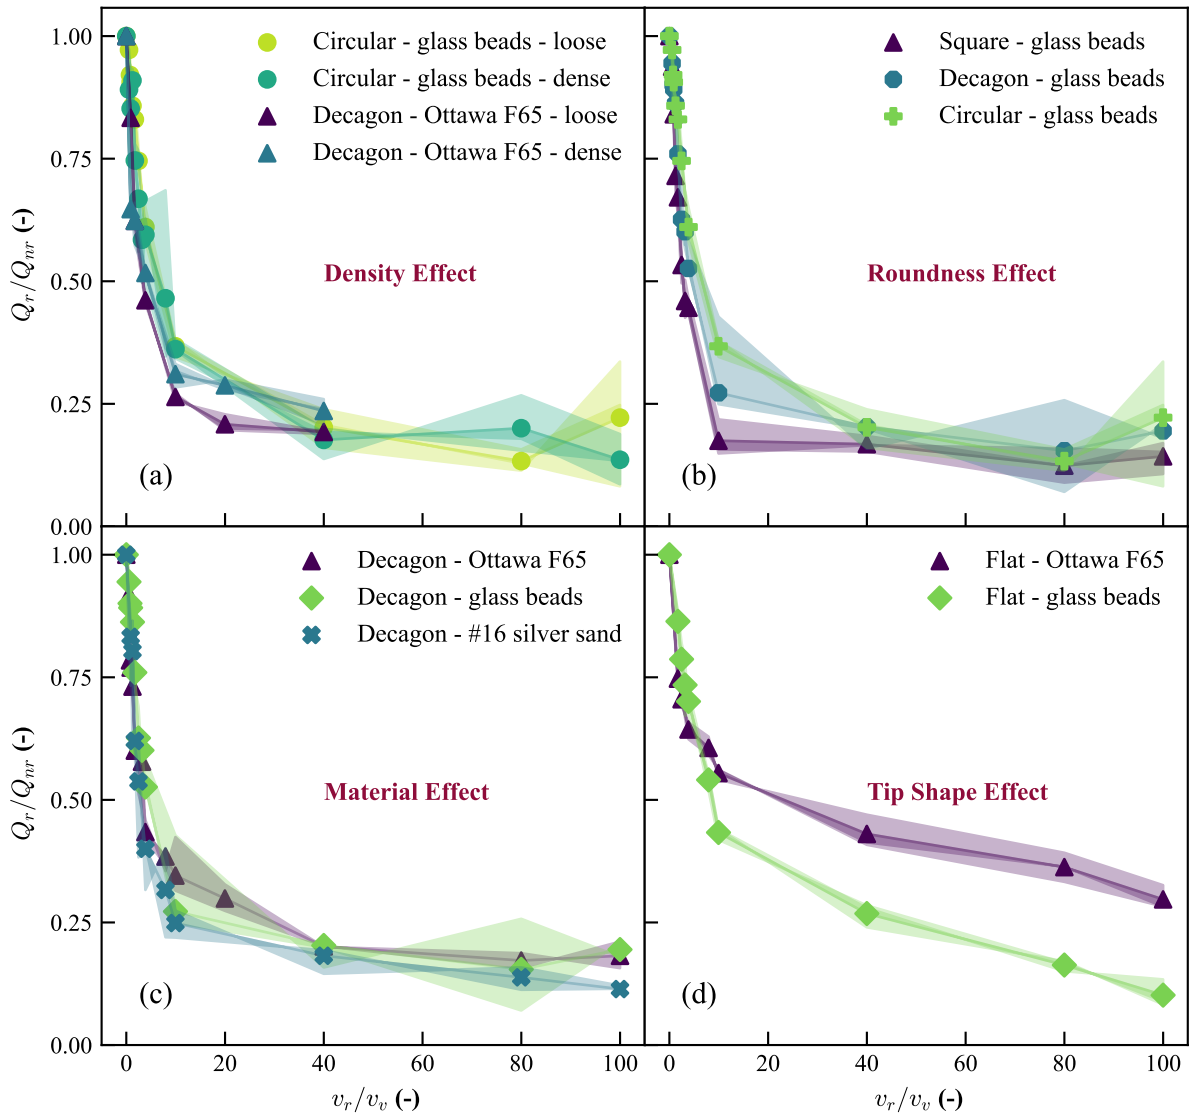 1.00
0.75
0.50
0.25
0.00
Q_r/Q_nr (-)
Circular - glass beads - loose
Circular - glass beads - dense
Decagon - Ottawa F65 - loose
Decagon - Ottawa F65 - dense
Density Effect
(a)
Square - glass beads
Decagon - glass beads
Circular - glass beads
Roundness Effect
(b)
1.00
0.75
0.50
0.25
0.00
Q_r/Q_nr (-)
Decagon - Ottawa F65
Decagon - glass beads
Decagon - #16 silver sand
Material Effect
(c)
0 20 40 60 80 100
v_r/v_v (-)
Flat - Ottawa F65
Flat - glass beads
Tip Shape Effect
(d)
0 20 40 60 80 100
v_r/v_v (-)